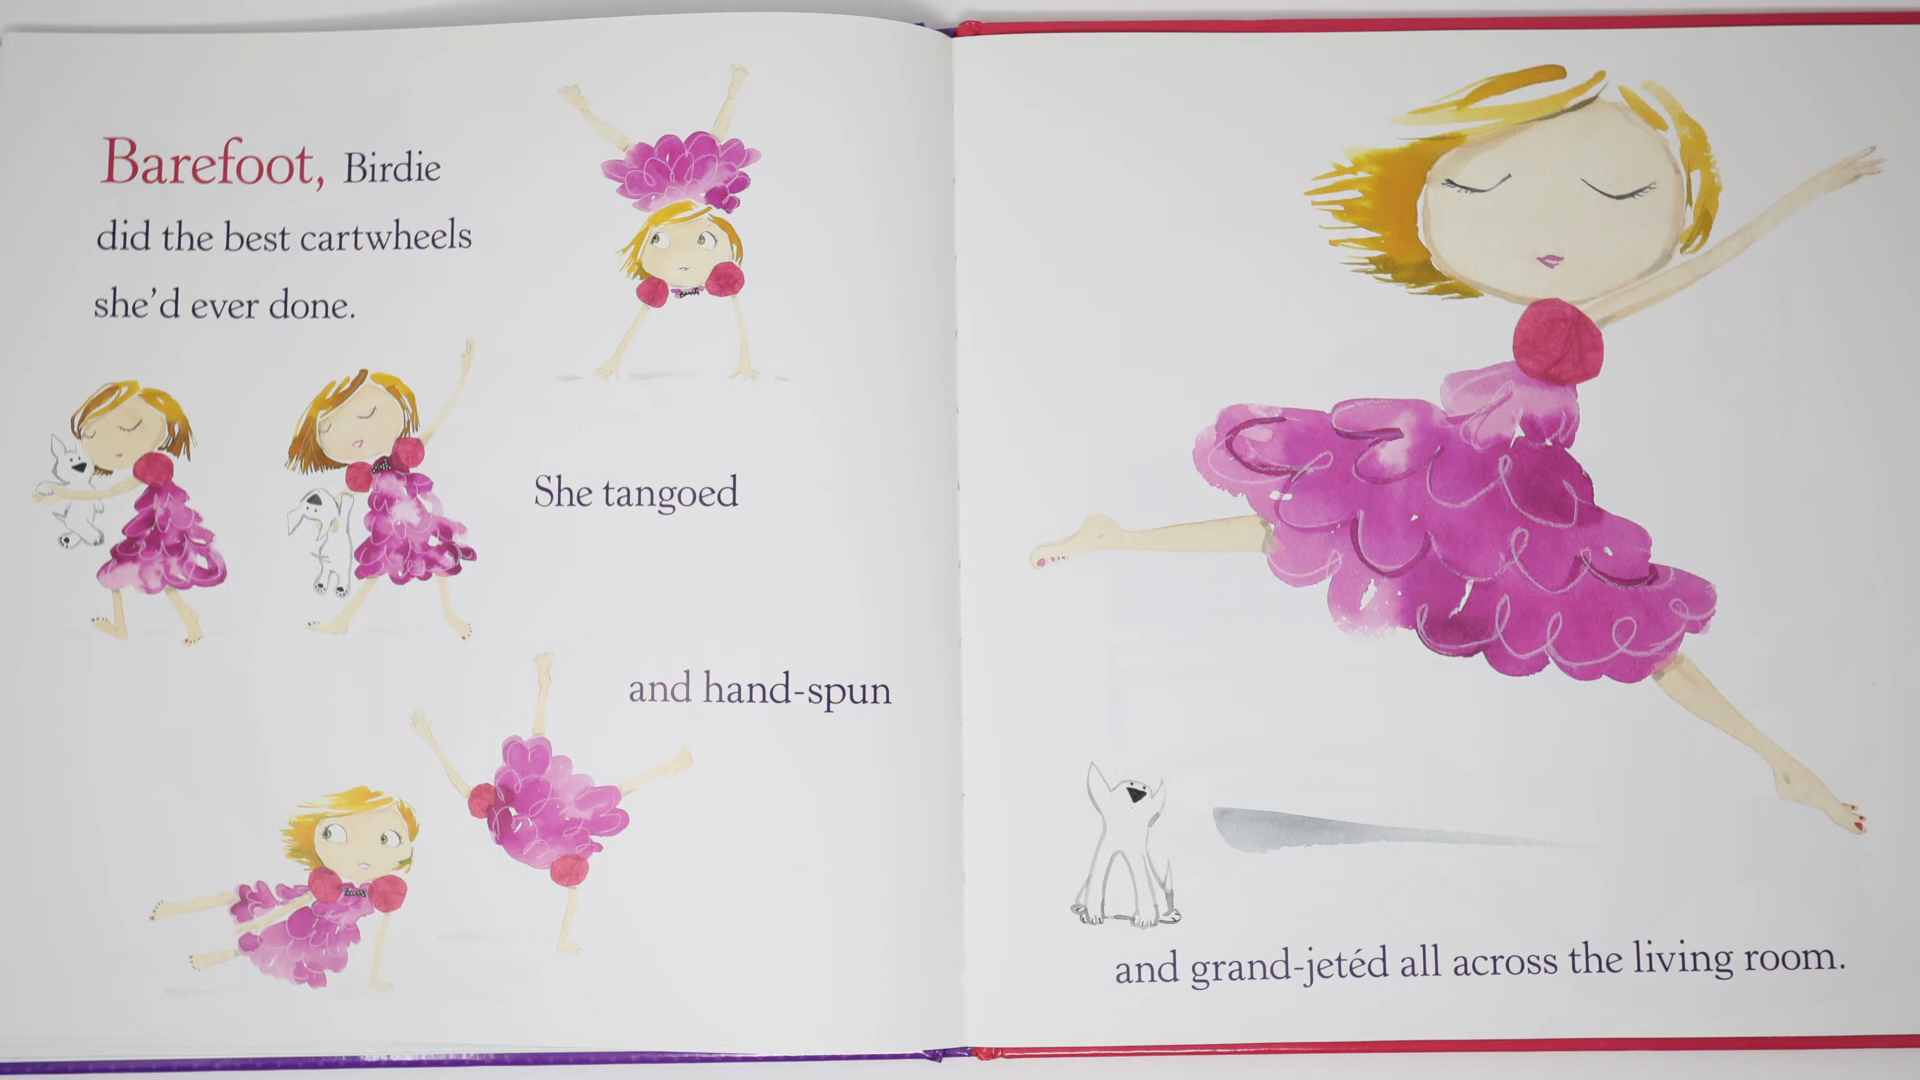 Barefoot, Birdie
did the best cartwheels
she'd ever done.
She tangoed
and hand-spun
and grand-jetéd all across the living room.